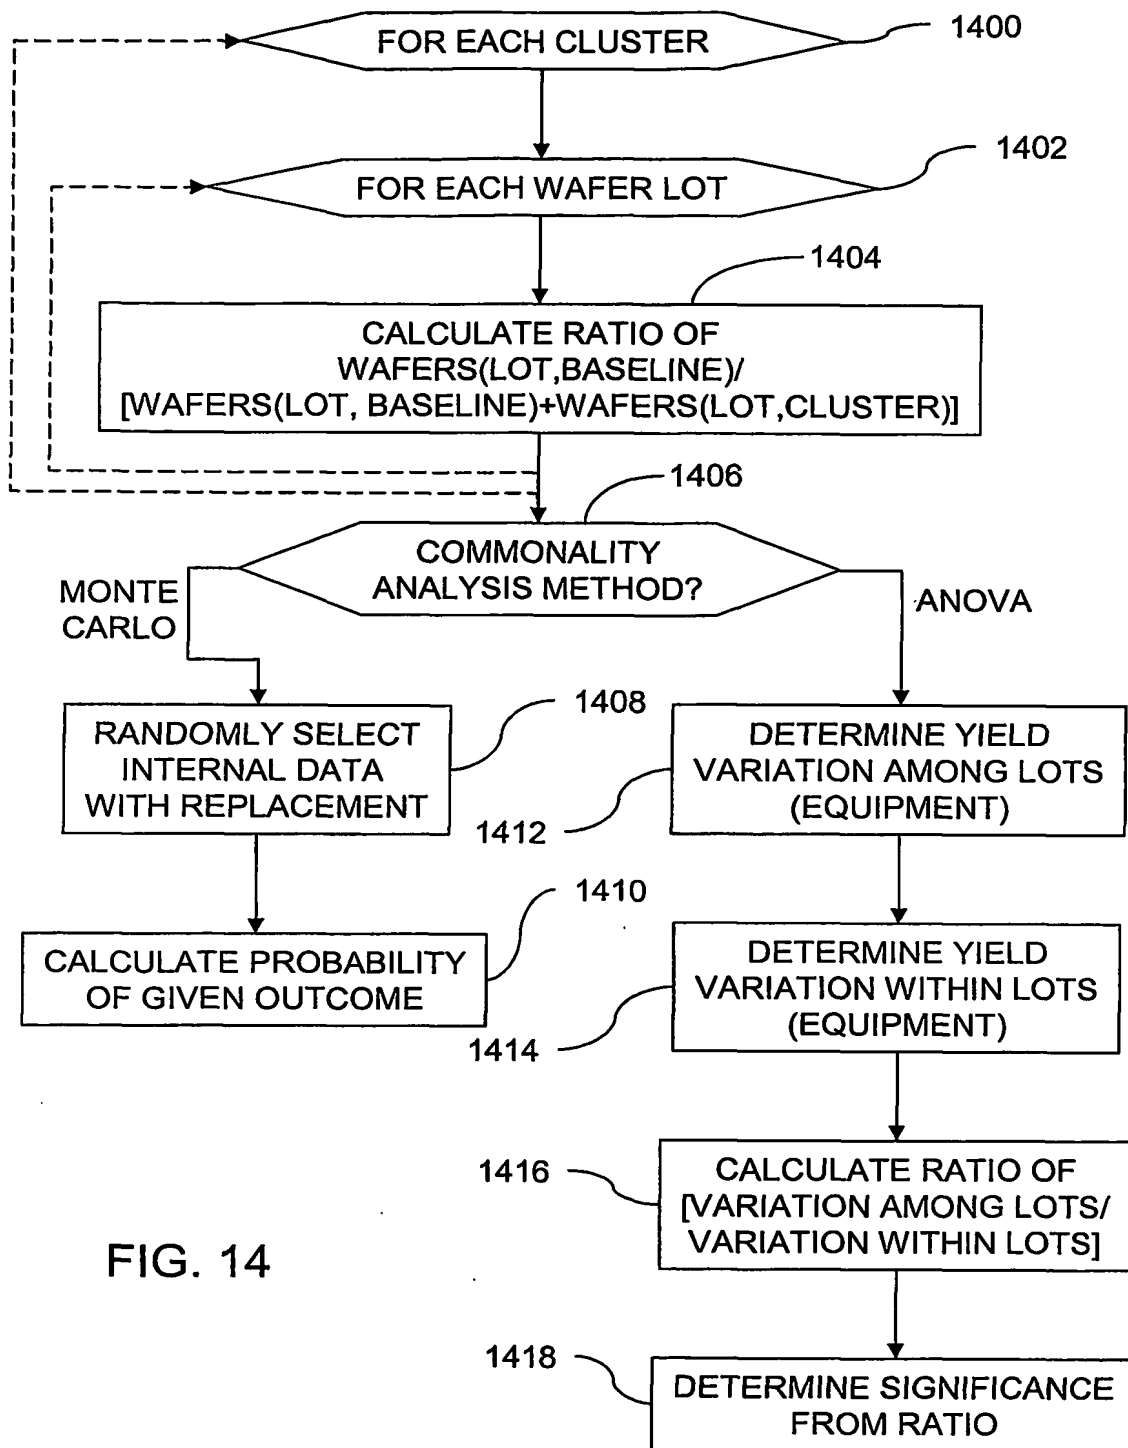 FOR EACH CLUSTER
1400
FOR EACH WAFER LOT
1402
1404
CALCULATE RATIO OF
WAFERS(LOT,BASELINE)/
[WAFERS(LOT, BASELINE)+WAFERS(LOT,CLUSTER)]
1406
COMMONALITY
ANALYSIS METHOD?
MONTE
CARLO
ANOVA
1408
RANDOMLY SELECT
INTERNAL DATA
WITH REPLACEMENT
DETERMINE YIELD
VARIATION AMONG LOTS
(EQUIPMENT)
1412
1410
CALCULATE PROBABILITY
OF GIVEN OUTCOME
DETERMINE YIELD
VARIATION WITHIN LOTS
(EQUIPMENT)
1414
1416
CALCULATE RATIO OF
[VARIATION AMONG LOTS/
VARIATION WITHIN LOTS]
FIG. 14
1418
DETERMINE SIGNIFICANCE
FROM RATIO